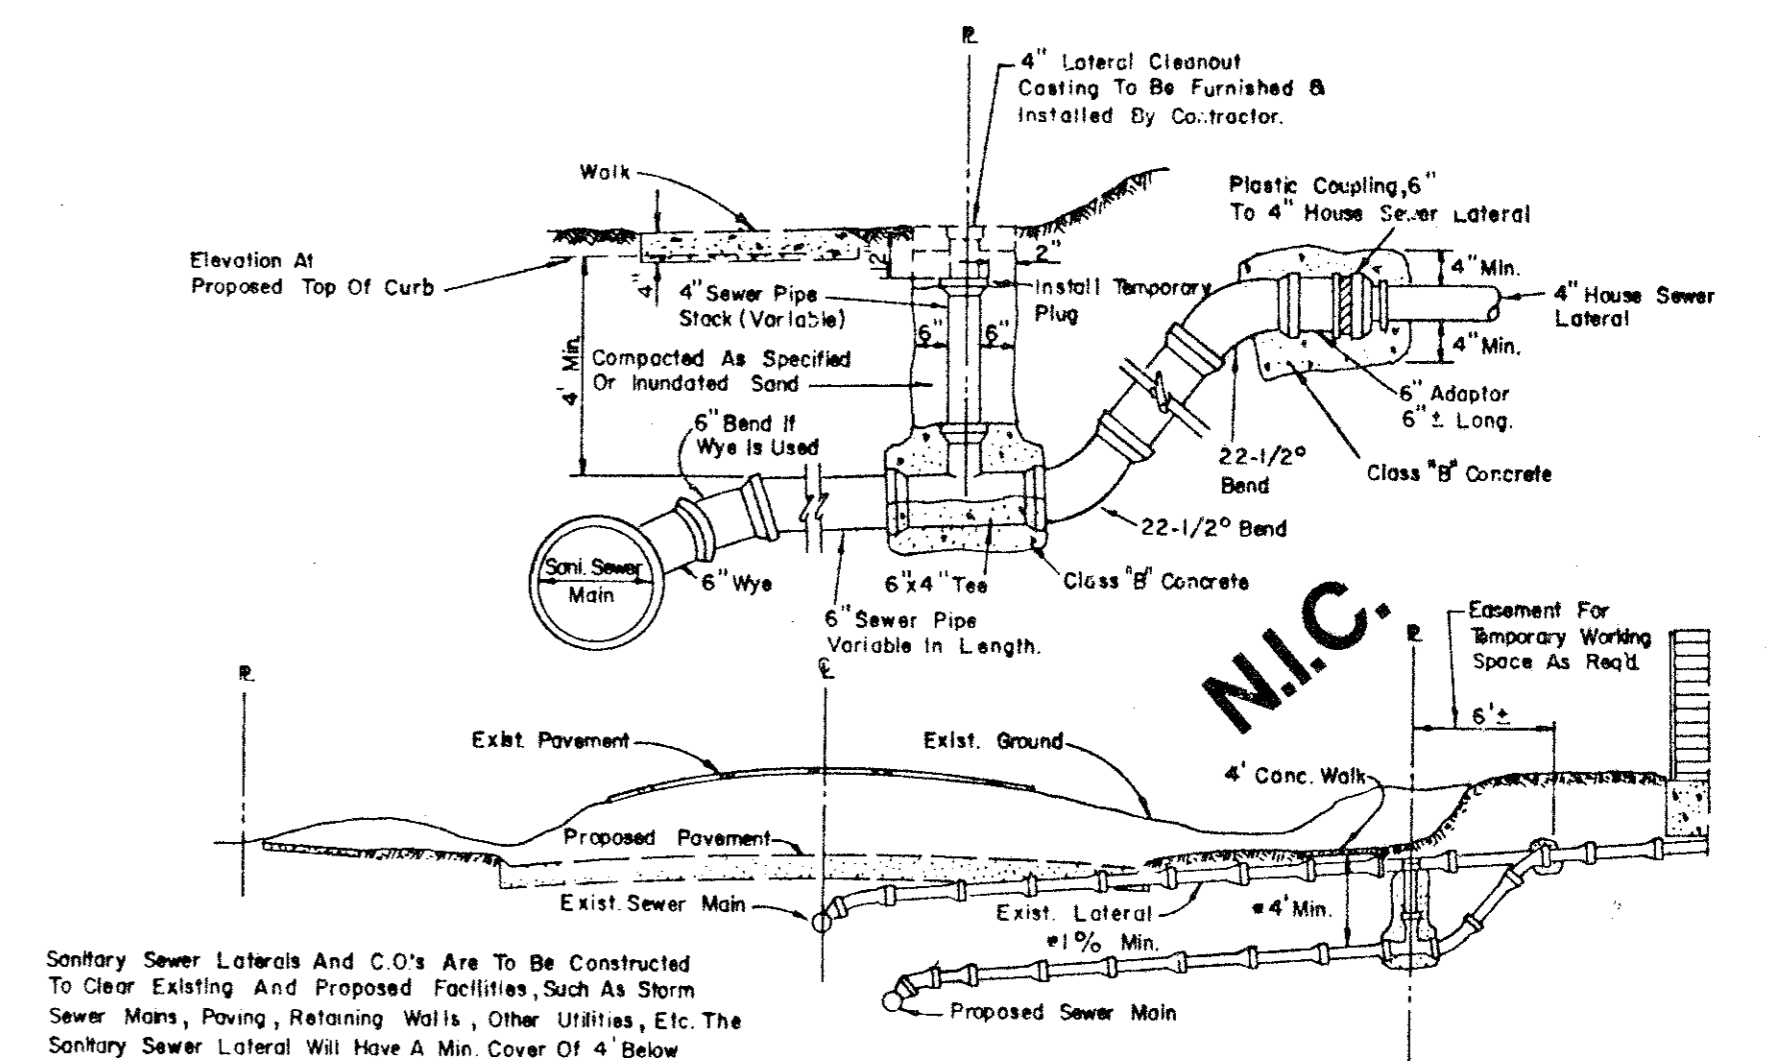 ℄
4" Lateral Cleanout
Casting To Be Furnished &
Installed By Contractor.
Walk
Plastic Coupling, 6"
To 4" House Sewer Lateral
Elevation At
Proposed Top Of Curb
4"
12"
2"
4" Min.
4" Sewer Pipe
Stack (Variable)
Install Temporary
Plug
4" House Sewer
Lateral
6"
6"
4" Min.
4' Min.
Compacted As Specified
Or Inundated Sand
6" Adaptor
6" ± Long.
6" Bend If
Wye Is Used
22-1/2°
Bend
Class "B" Concrete
22-1/2° Bend
Sani. Sewer
Main
6" Wye
6"x4" Tee
Class "B" Concrete
6" Sewer Pipe
Variable In Length.
N.I.C.
Easement For
Temporary Working
Space As Req'd.
6'±
Exist. Pavement
Exist. Ground
4' Conc. Walk
Proposed Pavement
Exist. Sewer Main
Exist. Lateral
*4' Min.
*1% Min.
Proposed Sewer Main
Sanitary Sewer Laterals And C.O.'s Are To Be Constructed
To Clear Existing And Proposed Facilities, Such As Storm
Sewer Mains, Paving, Retaining Walls, Other Utilities, Etc. The
Sanitary Sewer Lateral Will Have A Min. Cover Of 4' Below